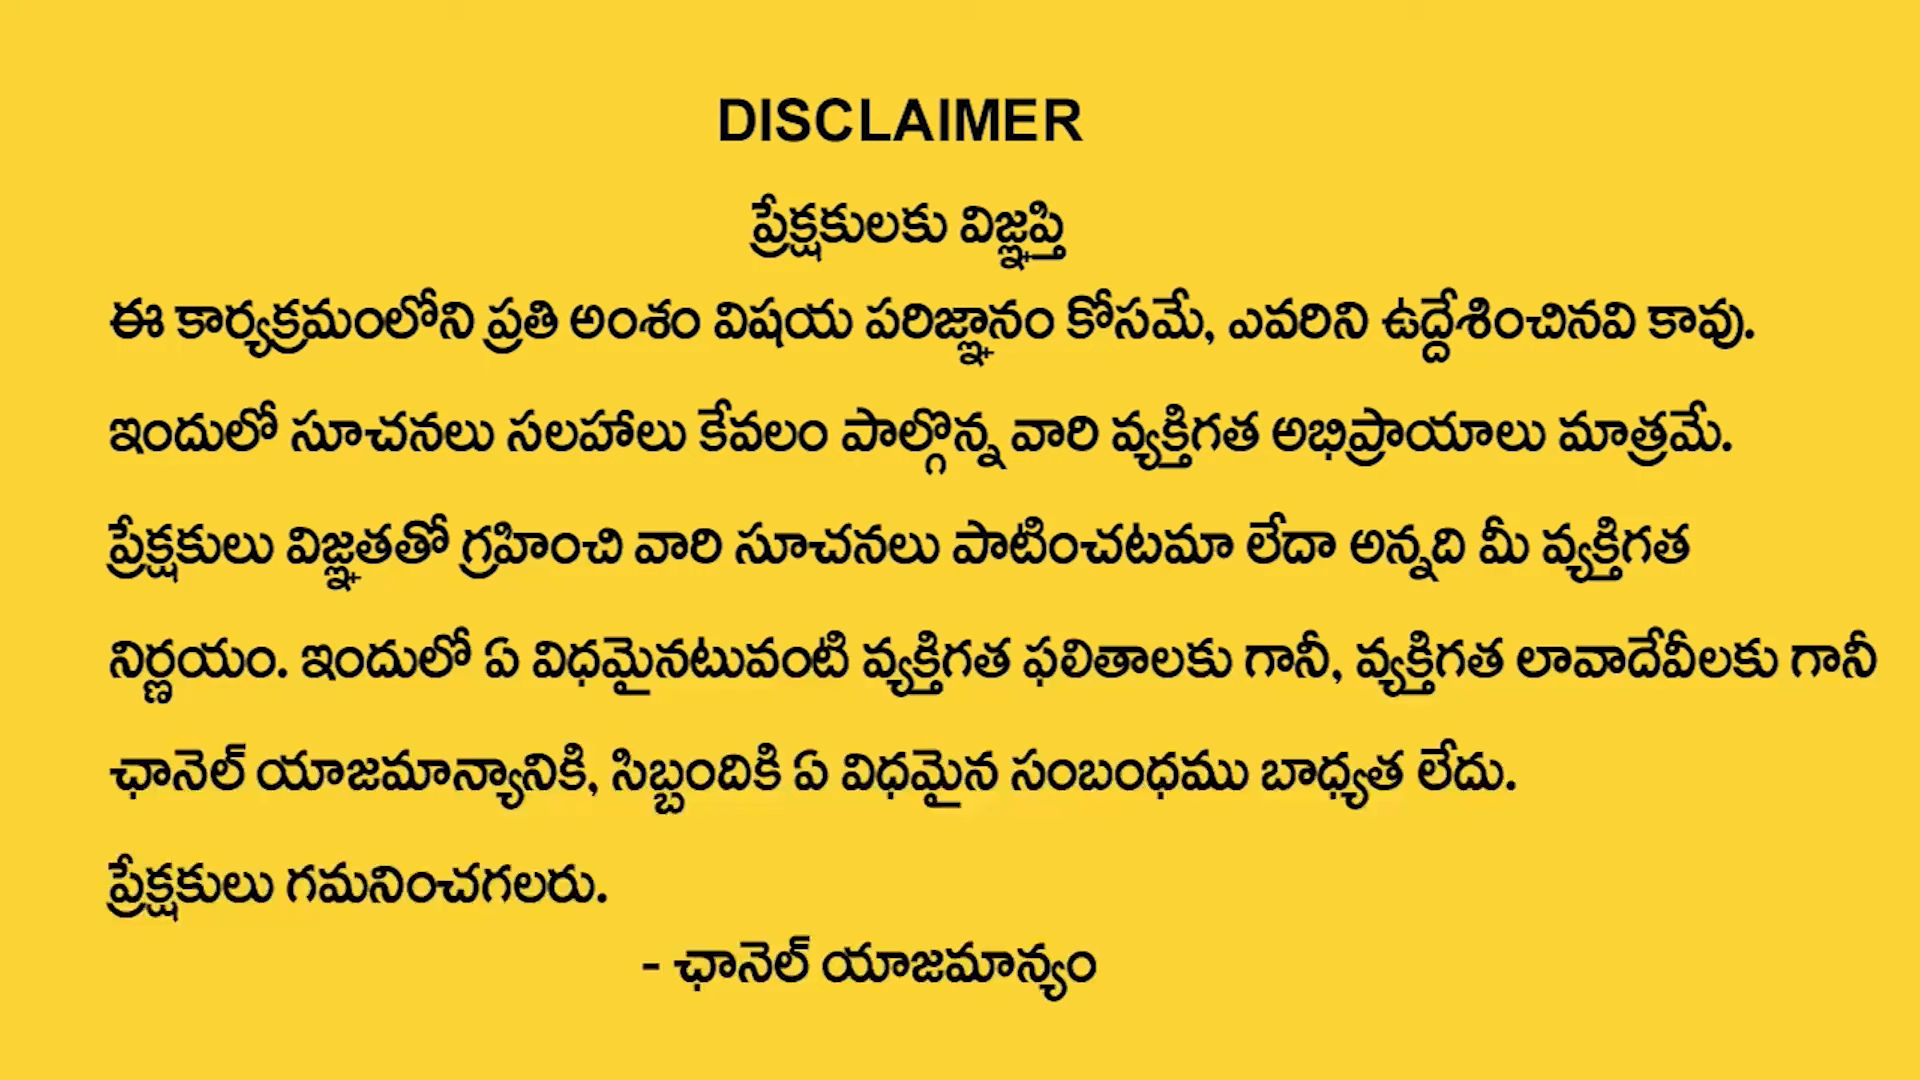 DISCLAIMER
ప్రేక్షకులకు విజ్ఞప్తి
ఈ కార్యక్రమంలోని ప్రతి అంశం విషయ పరిజ్ఞానం కోసమే, ఎవరిని ఉద్దేశించినవి కావు.
ఇందులో సూచనలు సలహాలు కేవలం పాల్గొన్న వారి వ్యక్తిగత అభిప్రాయాలు మాత్రమే.
ప్రేక్షకులు విజ్ఞతతో గ్రహించి వారి సూచనలు పాటించటమా లేదా అన్నది మీ వ్యక్తిగత
నిర్ణయం. ఇందులో ఏ విధమైనటువంటి వ్యక్తిగత ఫలితాలకు గానీ, వ్యక్తిగత లావాదేవీలకు గానీ
ఛానెల్ యాజమాన్యానికి, సిబ్బందికి ఏ విధమైన సంబంధము బాధ్యత లేదు.
ప్రేక్షకులు గమనించగలరు.
- ఛానెల్ యాజమాన్యం